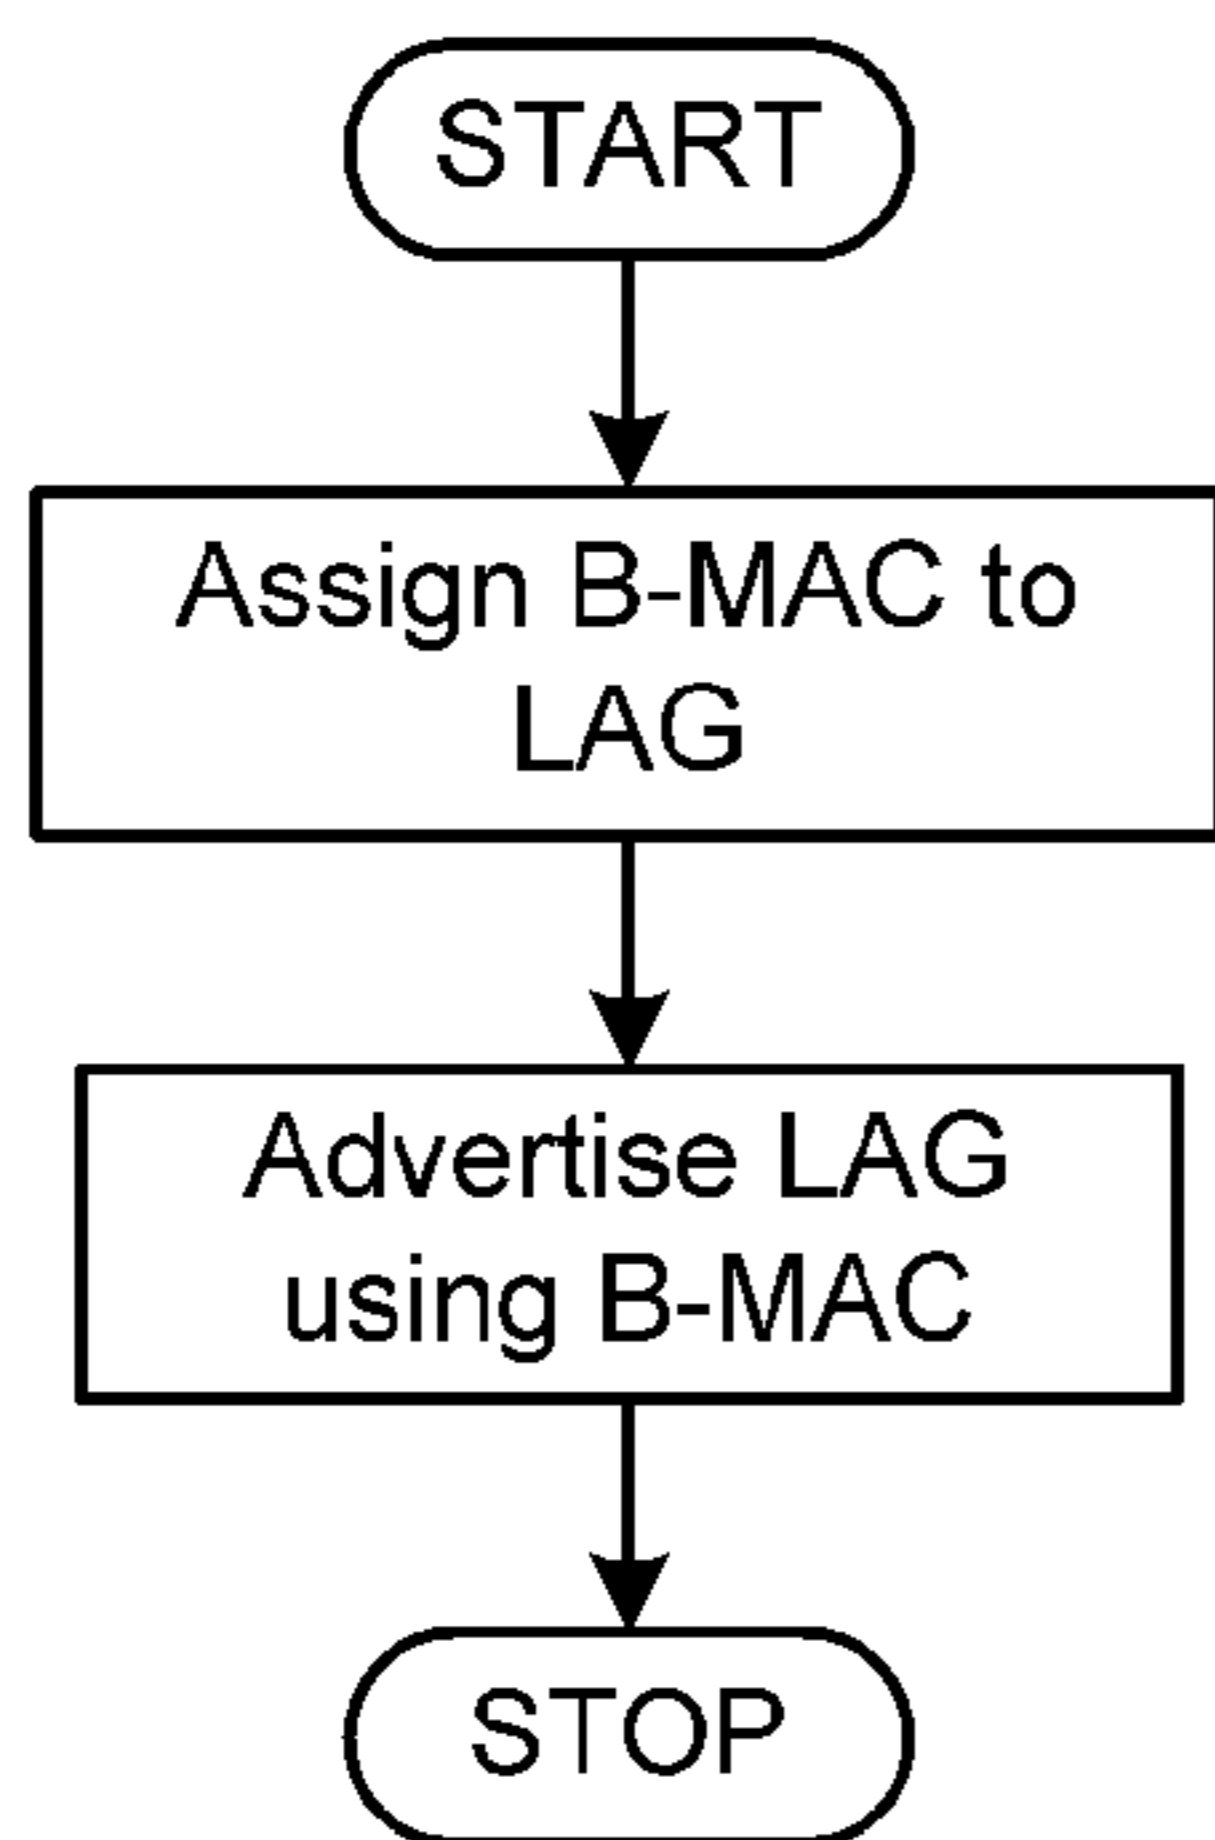 START
Assign B-MAC to
LAG
Advertise LAG
using B-MAC
STOP